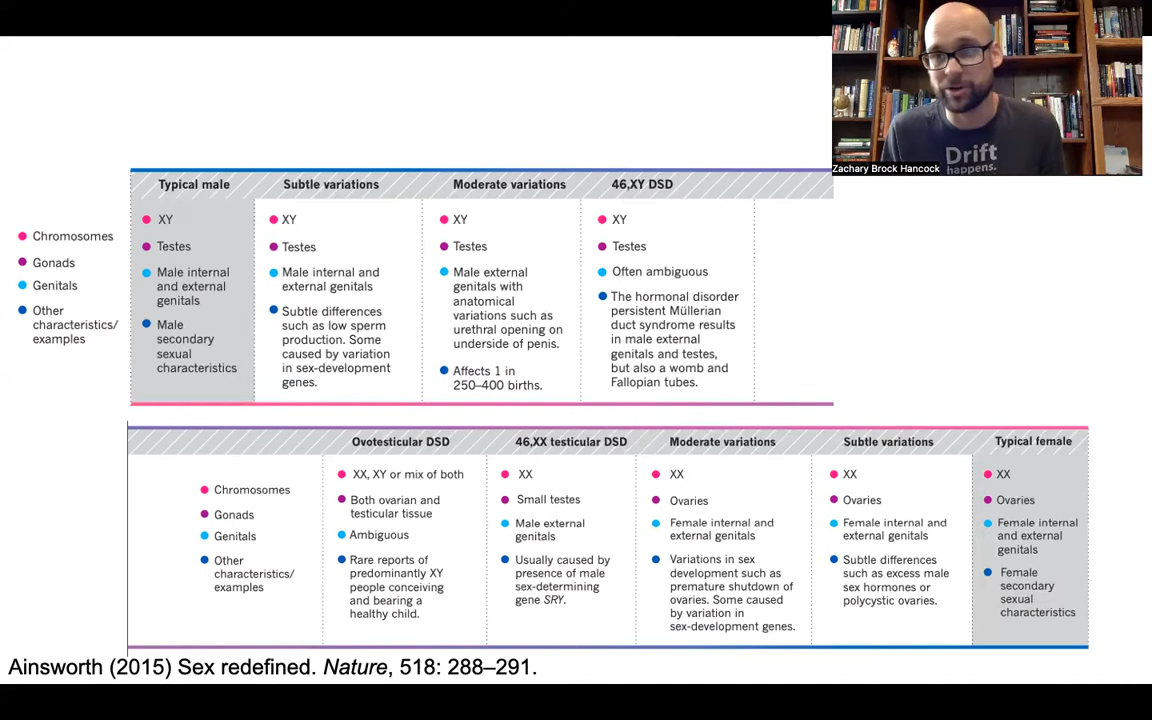 Drift
happens.
Zachary Brock Hancock
Typical male
Subtle variations
Moderate variations
46,XY DSD
Chromosomes
Gonads
Genitals
Other
characteristics/
examples
XY
Testes
Male internal
and external
genitals
Male
secondary
sexual
characteristics
XY
Testes
Male internal and
external genitals
Subtle differences
such as low sperm
production. Some
caused by variation
in sex-development
genes.
XY
Testes
Male external
genitals with
anatomical
variations such as
urethral opening on
underside of penis.
Affects 1 in
250–400 births.
XY
Testes
Often ambiguous
The hormonal disorder
persistent Müllerian
duct syndrome results
in male external
genitals and testes,
but also a womb and
Fallopian tubes.
Ovotesticular DSD
46,XX testicular DSD
Moderate variations
Subtle variations
Typical female
Chromosomes
Gonads
Genitals
Other
characteristics/
examples
XX, XY or mix of both
Both ovarian and
testicular tissue
Ambiguous
Rare reports of
predominantly XY
people conceiving
and bearing a
healthy child.
XX
Small testes
Male external
genitals
Usually caused by
presence of male
sex-determining
gene SRY.
XX
Ovaries
Female internal and
external genitals
Variations in sex
development such as
premature shutdown of
ovaries. Some caused
by variation in
sex-development genes.
XX
Ovaries
Female internal and
external genitals
Subtle differences
such as excess male
sex hormones or
polycystic ovaries.
XX
Ovaries
Female internal
and external
genitals
Female
secondary
sexual
characteristics
Ainsworth (2015) Sex redefined. Nature, 518: 288–291.